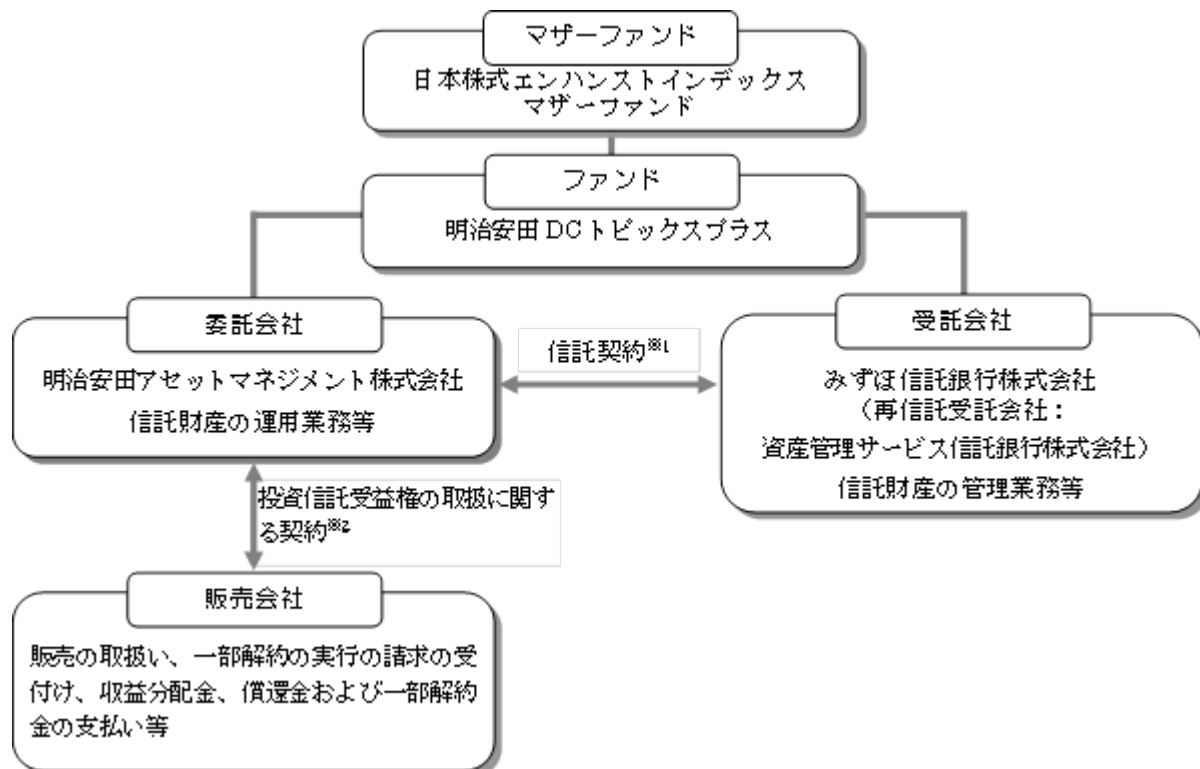 マザーファンド
日本株式エンハンストインデックス
マザーファンド
ファンド
明治安田DCトピックスプラス
委託会社
明治安田アセットマネジメント株式会社
信託財産の運用業務等
信託契約※1
受託会社
みずほ信託銀行株式会社
（再信託受託会社：
資産管理サービス信託銀行株式会社）
信託財産の管理業務等
投資信託受益権の取扱に関す
る契約※2
販売会社
販売の取扱い、一部解約の実行の請求の受
付け、収益分配金、償還金および一部解約
金の支払い等